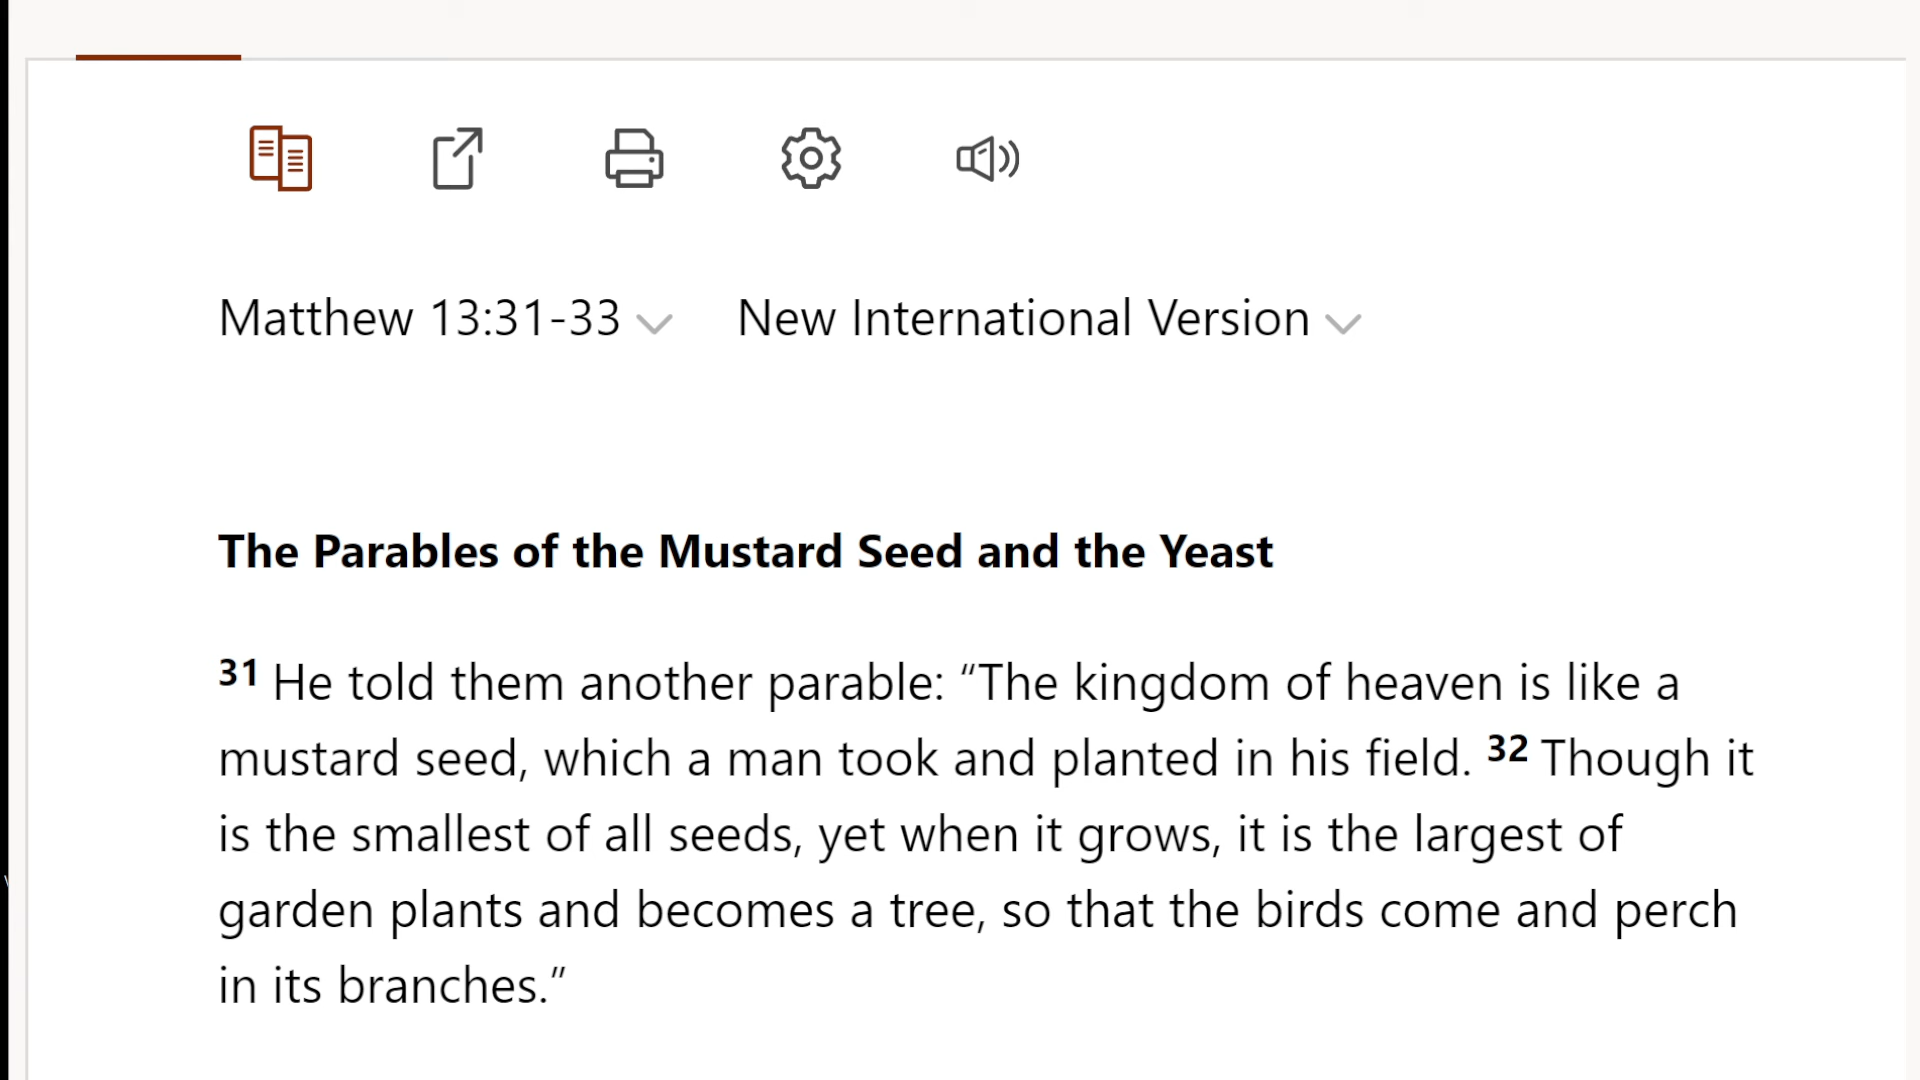 Matthew 13:31-33 New International Version
The Parables of the Mustard Seed and the Yeast
31 He told them another parable: “The kingdom of heaven is like a
mustard seed, which a man took and planted in his field. 32 Though it
is the smallest of all seeds, yet when it grows, it is the largest of
garden plants and becomes a tree, so that the birds come and perch
in its branches.”